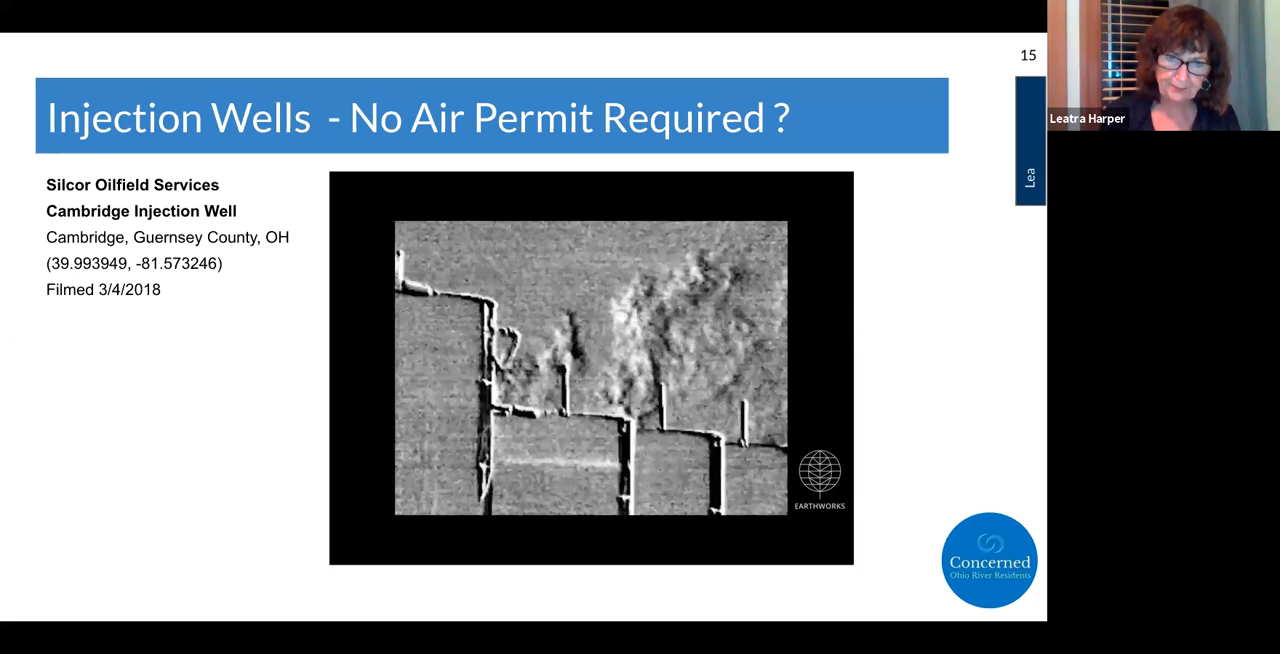 15
Injection Wells - No Air Permit Required ?
Lea
Silcor Oilfield Services
Cambridge Injection Well
Cambridge, Guernsey County, OH
(39.993949, -81.573246)
Filmed 3/4/2018
EARTHWORKS
Concerned
Ohio River Residents
Leatra Harper